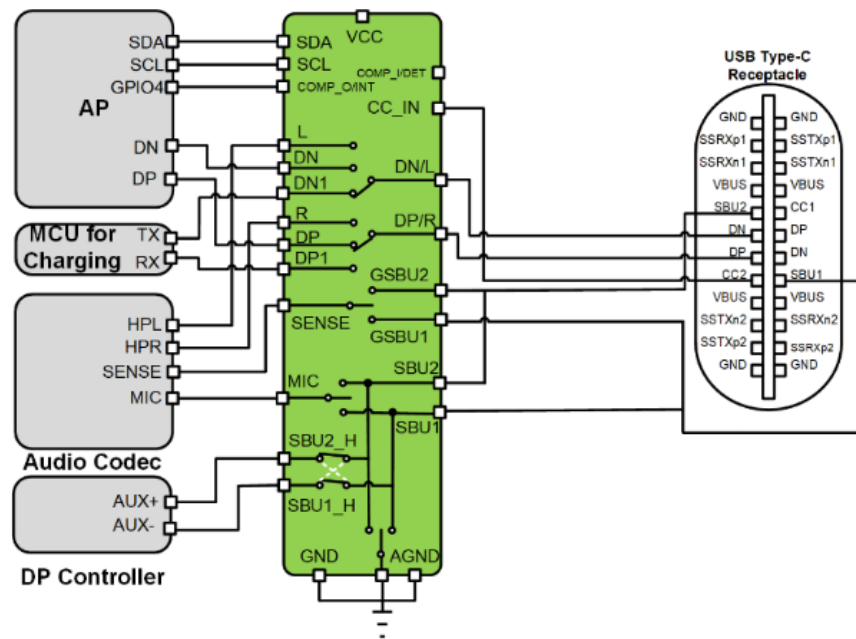 SDA
SCL
GPIO4
AP
DN
DP
MCU for
Charging
TX
RX
HPL
HPR
SENSE
MIC
Audio Codec
AUX+
AUX-
DP Controller
VCC
SDA
SCL
COMP_I/DET
COMP_O/INT
CC_IN
L
DN
DN/L
DN1
R
DP/R
DP
DP1
GSBU2
SENSE
GSBU1
MIC
SBU2
SBU1
SBU2_H
SBU1_H
GND
AGND
USB Type-C
Receptacle
GND GND
SSRXp1 SSTXp1
SSRXn1 SSTXn1
VBUS VBUS
SBU2 CC1
DN DP
DP DN
CC2 SBU1
VBUS VBUS
SSTXn2 SSRXn2
SSTXp2 SSRXp2
GND GND